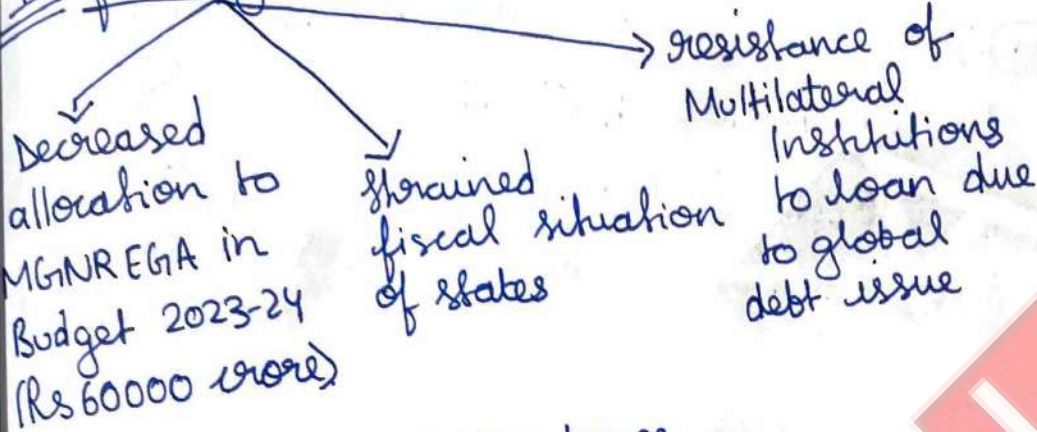 Decreased
allocation to
MGNREGA in
Budget 2023-24
(Rs 60000 crore)
Strained
fiscal situation
of states
resistance of
Multilateral
Institutions
to loan due
to global
debt issue